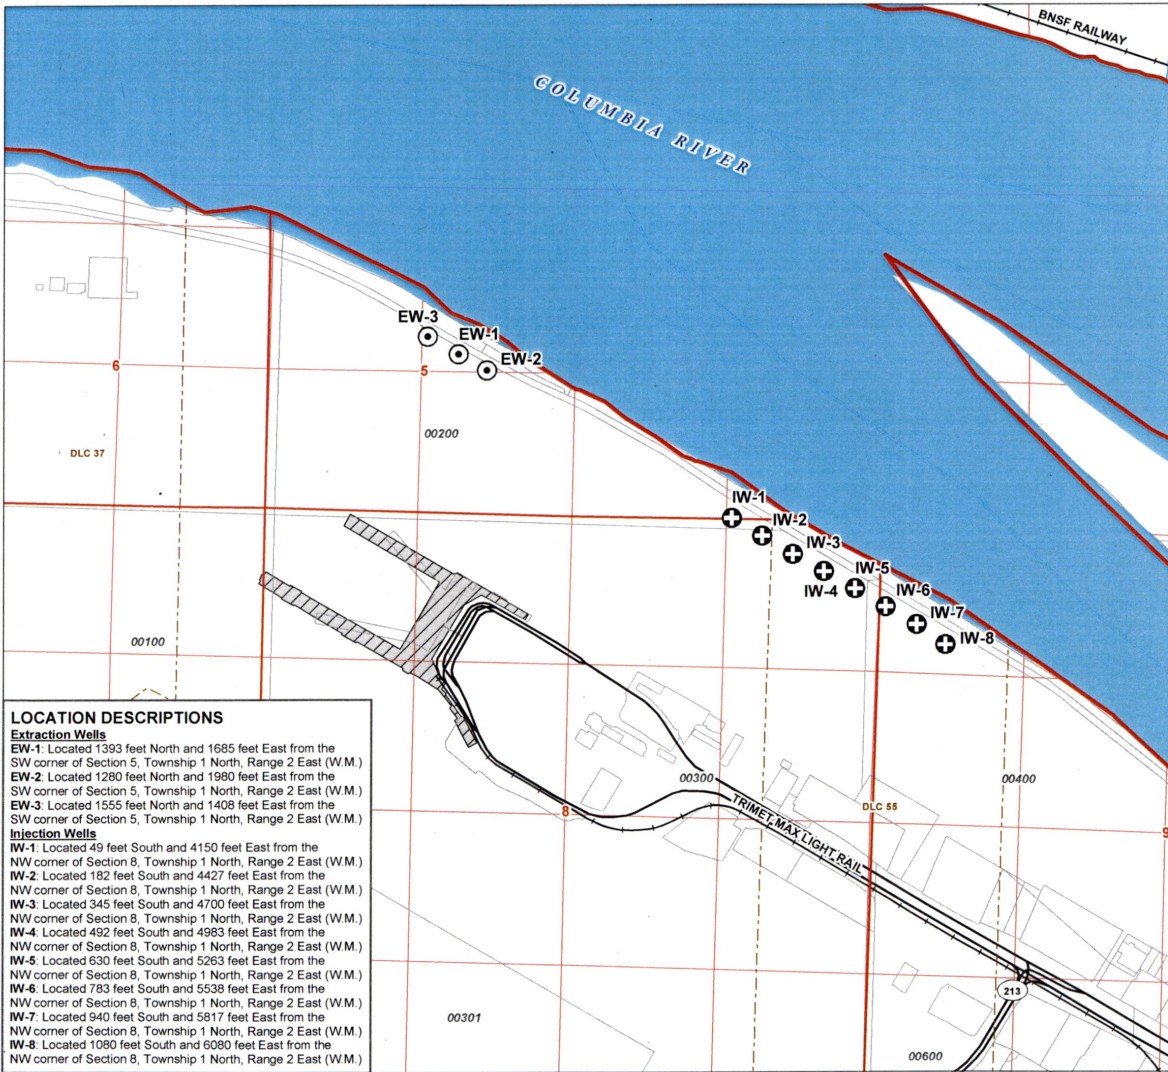 BNSF RAILWAY
COLUMBIA RIVER
EW-3
EW-1
EW-2
6
5
00200
DLC 37
IW-1
IW-2
IW-3
IW-5
IW-4
IW-6
IW-7
IW-8
00100
00300
00400
TRIMET MAX LIGHT RAIL
DLC 55
8
9
213
00301
00600
LOCATION DESCRIPTIONS
Extraction Wells
EW-1: Located 1393 feet North and 1685 feet East from the
SW corner of Section 5, Township 1 North, Range 2 East (W.M.)
EW-2: Located 1280 feet North and 1980 feet East from the
SW corner of Section 5, Township 1 North, Range 2 East (W.M.)
EW-3: Located 1555 feet North and 1408 feet East from the
SW corner of Section 5, Township 1 North, Range 2 East (W.M.)
Injection Wells
IW-1: Located 49 feet South and 4150 feet East from the
NW corner of Section 8, Township 1 North, Range 2 East (W.M.)
IW-2: Located 182 feet South and 4427 feet East from the
NW corner of Section 8, Township 1 North, Range 2 East (W.M.)
IW-3: Located 345 feet South and 4700 feet East from the
NW corner of Section 8, Township 1 North, Range 2 East (W.M.)
IW-4: Located 492 feet South and 4983 feet East from the
NW corner of Section 8, Township 1 North, Range 2 East (W.M.)
IW-5: Located 630 feet South and 5263 feet East from the
NW corner of Section 8, Township 1 North, Range 2 East (W.M.)
IW-6: Located 783 feet South and 5538 feet East from the
NW corner of Section 8, Township 1 North, Range 2 East (W.M.)
IW-7: Located 940 feet South and 5817 feet East from the
NW corner of Section 8, Township 1 North, Range 2 East (W.M.)
IW-8: Located 1080 feet South and 6080 feet East from the
NW corner of Section 8, Township 1 North, Range 2 East (W.M.)